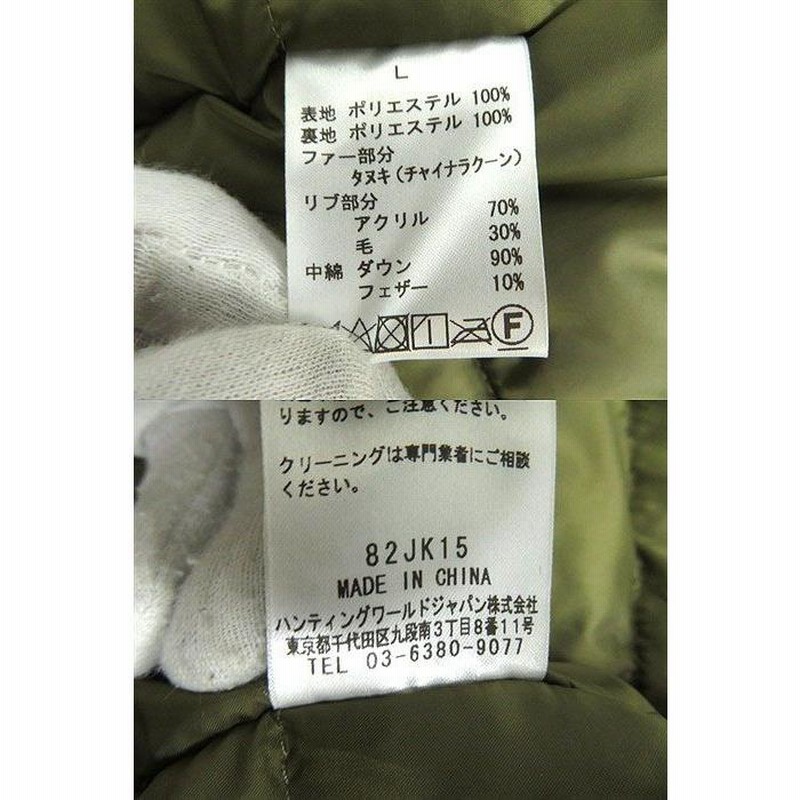 L
表地 ポリエステル 100%
裏地 ポリエステル 100%
ファー部分
タヌキ(チャイナラクーン)
リブ部分
アクリル 70%
毛 30%
中綿 ダウン 90%
フェザー 10%
F
りますので、ご注意ください。
クリーニングは専門業者にご相談
ください。
82JK15
MADE IN CHINA
ハンティングワールドジャパン株式会社
東京都千代田区九段南3丁目8番11号
TEL 03-6380-9077